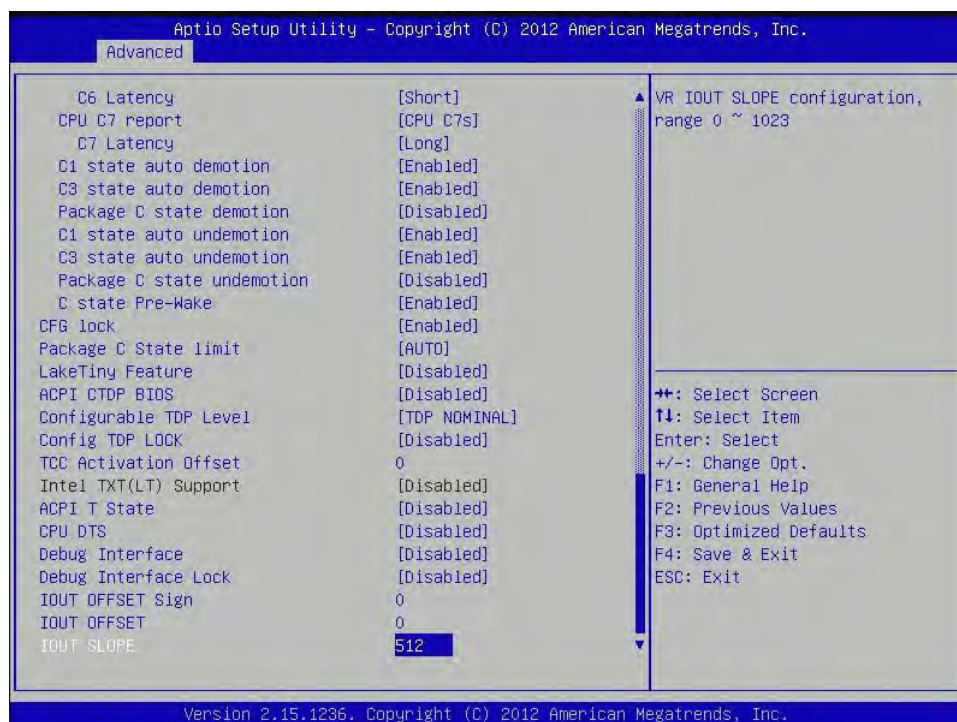 Aptio Setup Utility – Copyright (C) 2012 American Megatrends, Inc.
Advanced
C6 Latency [Short]
CPU C7 report [CPU C7s]
C7 Latency [Long]
C1 state auto demotion [Enabled]
C3 state auto demotion [Enabled]
Package C state demotion [Disabled]
C1 state auto undemotion [Enabled]
C3 state auto undemotion [Enabled]
Package C state undemotion [Disabled]
C state Pre-Wake [Enabled]
CFG lock [Enabled]
Package C State limit [AUTO]
LakeTiny Feature [Disabled]
ACPI CTDP BIOS [Disabled]
Configurable TDP Level [TDP NOMINAL]
Config TDP LOCK [Disabled]
TCC Activation Offset 0
Intel TXT(LT) Support [Disabled]
ACPI T State [Disabled]
CPU DTS [Disabled]
Debug Interface [Disabled]
Debug Interface Lock [Disabled]
IOUT OFFSET Sign 0
IOUT OFFSET 0
IOUT SLOPE 512
VR IOUT SLOPE configuration,
range 0 ~ 1023
→←: Select Screen
↑↓: Select Item
Enter: Select
+/-: Change Opt.
F1: General Help
F2: Previous Values
F3: Optimized Defaults
F4: Save & Exit
ESC: Exit
Version 2.15.1236. Copyright (C) 2012 American Megatrends, Inc.